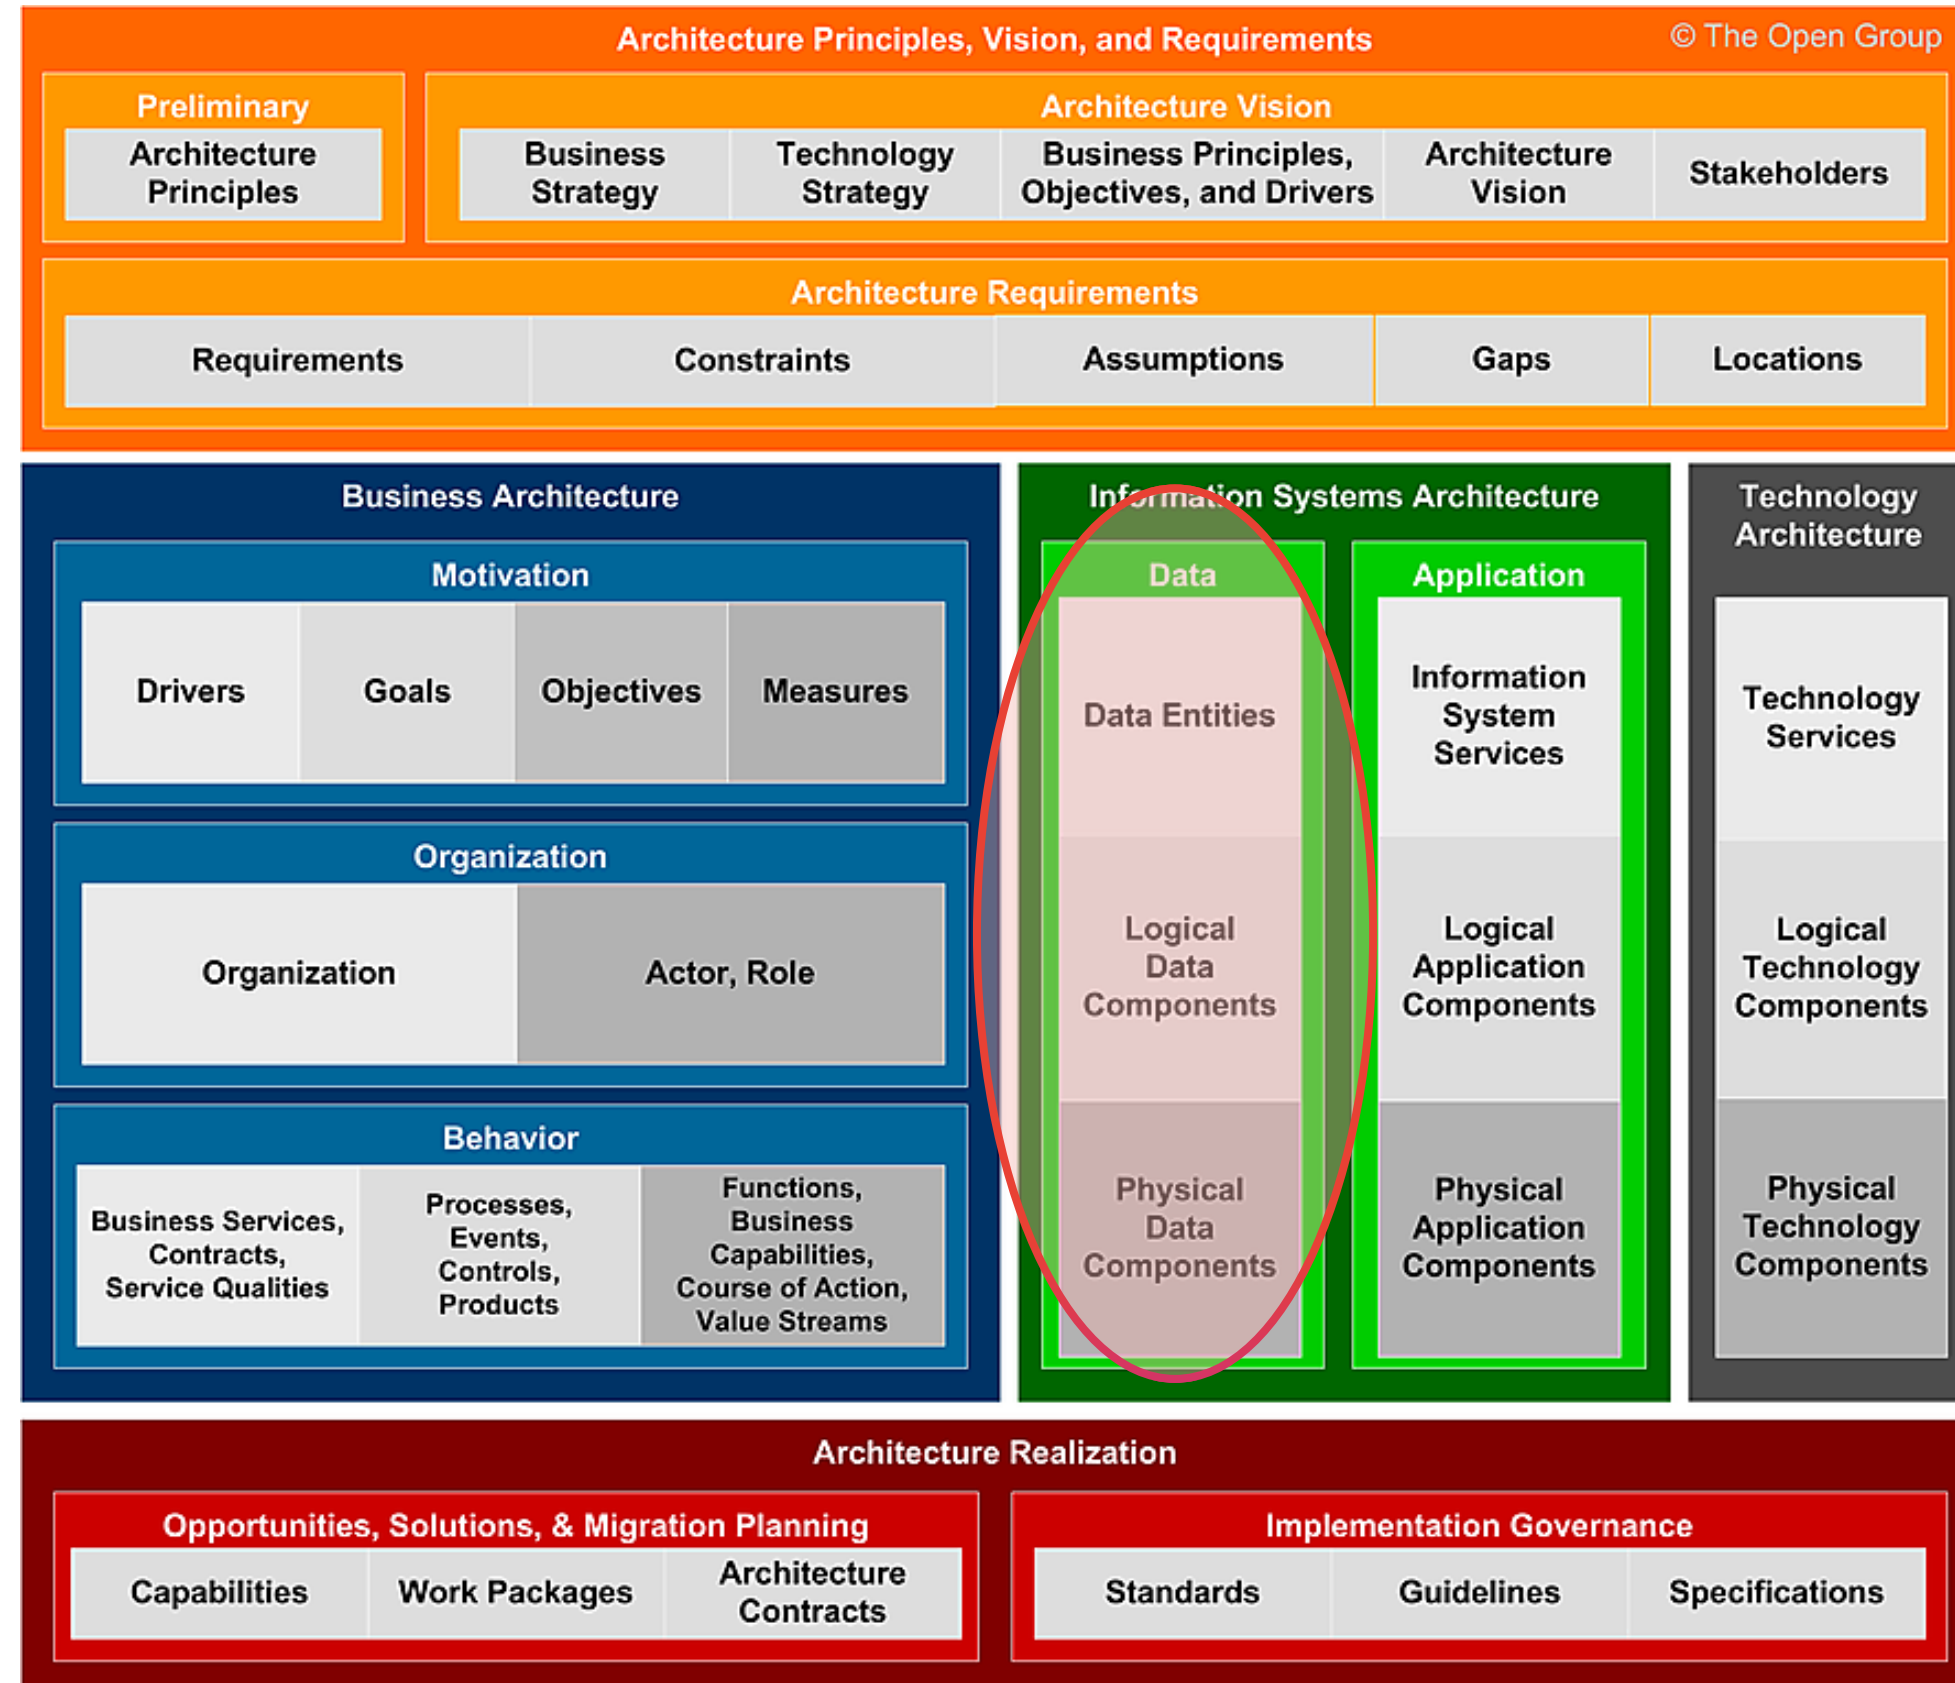 Architecture Principles, Vision, and Requirements
© The Open Group
Preliminary
Architecture
Principles
Architecture Vision
Business
Strategy
Technology
Strategy
Business Principles,
Objectives, and Drivers
Architecture
Vision
Stakeholders
Architecture Requirements
Requirements
Constraints
Assumptions
Gaps
Locations
Business Architecture
Motivation
Drivers
Goals
Objectives
Measures
Organization
Organization
Actor, Role
Behavior
Business Services,
Contracts,
Service Qualities
Processes,
Events,
Controls,
Products
Functions,
Business
Capabilities,
Course of Action,
Value Streams
Information Systems Architecture
Data
Data Entities
Logical
Data
Components
Physical
Data
Components
Application
Information
System
Services
Logical
Application
Components
Physical
Application
Components
Technology
Architecture
Technology
Services
Logical
Technology
Components
Physical
Technology
Components
Architecture Realization
Opportunities, Solutions, & Migration Planning
Capabilities
Work Packages
Architecture
Contracts
Implementation Governance
Standards
Guidelines
Specifications